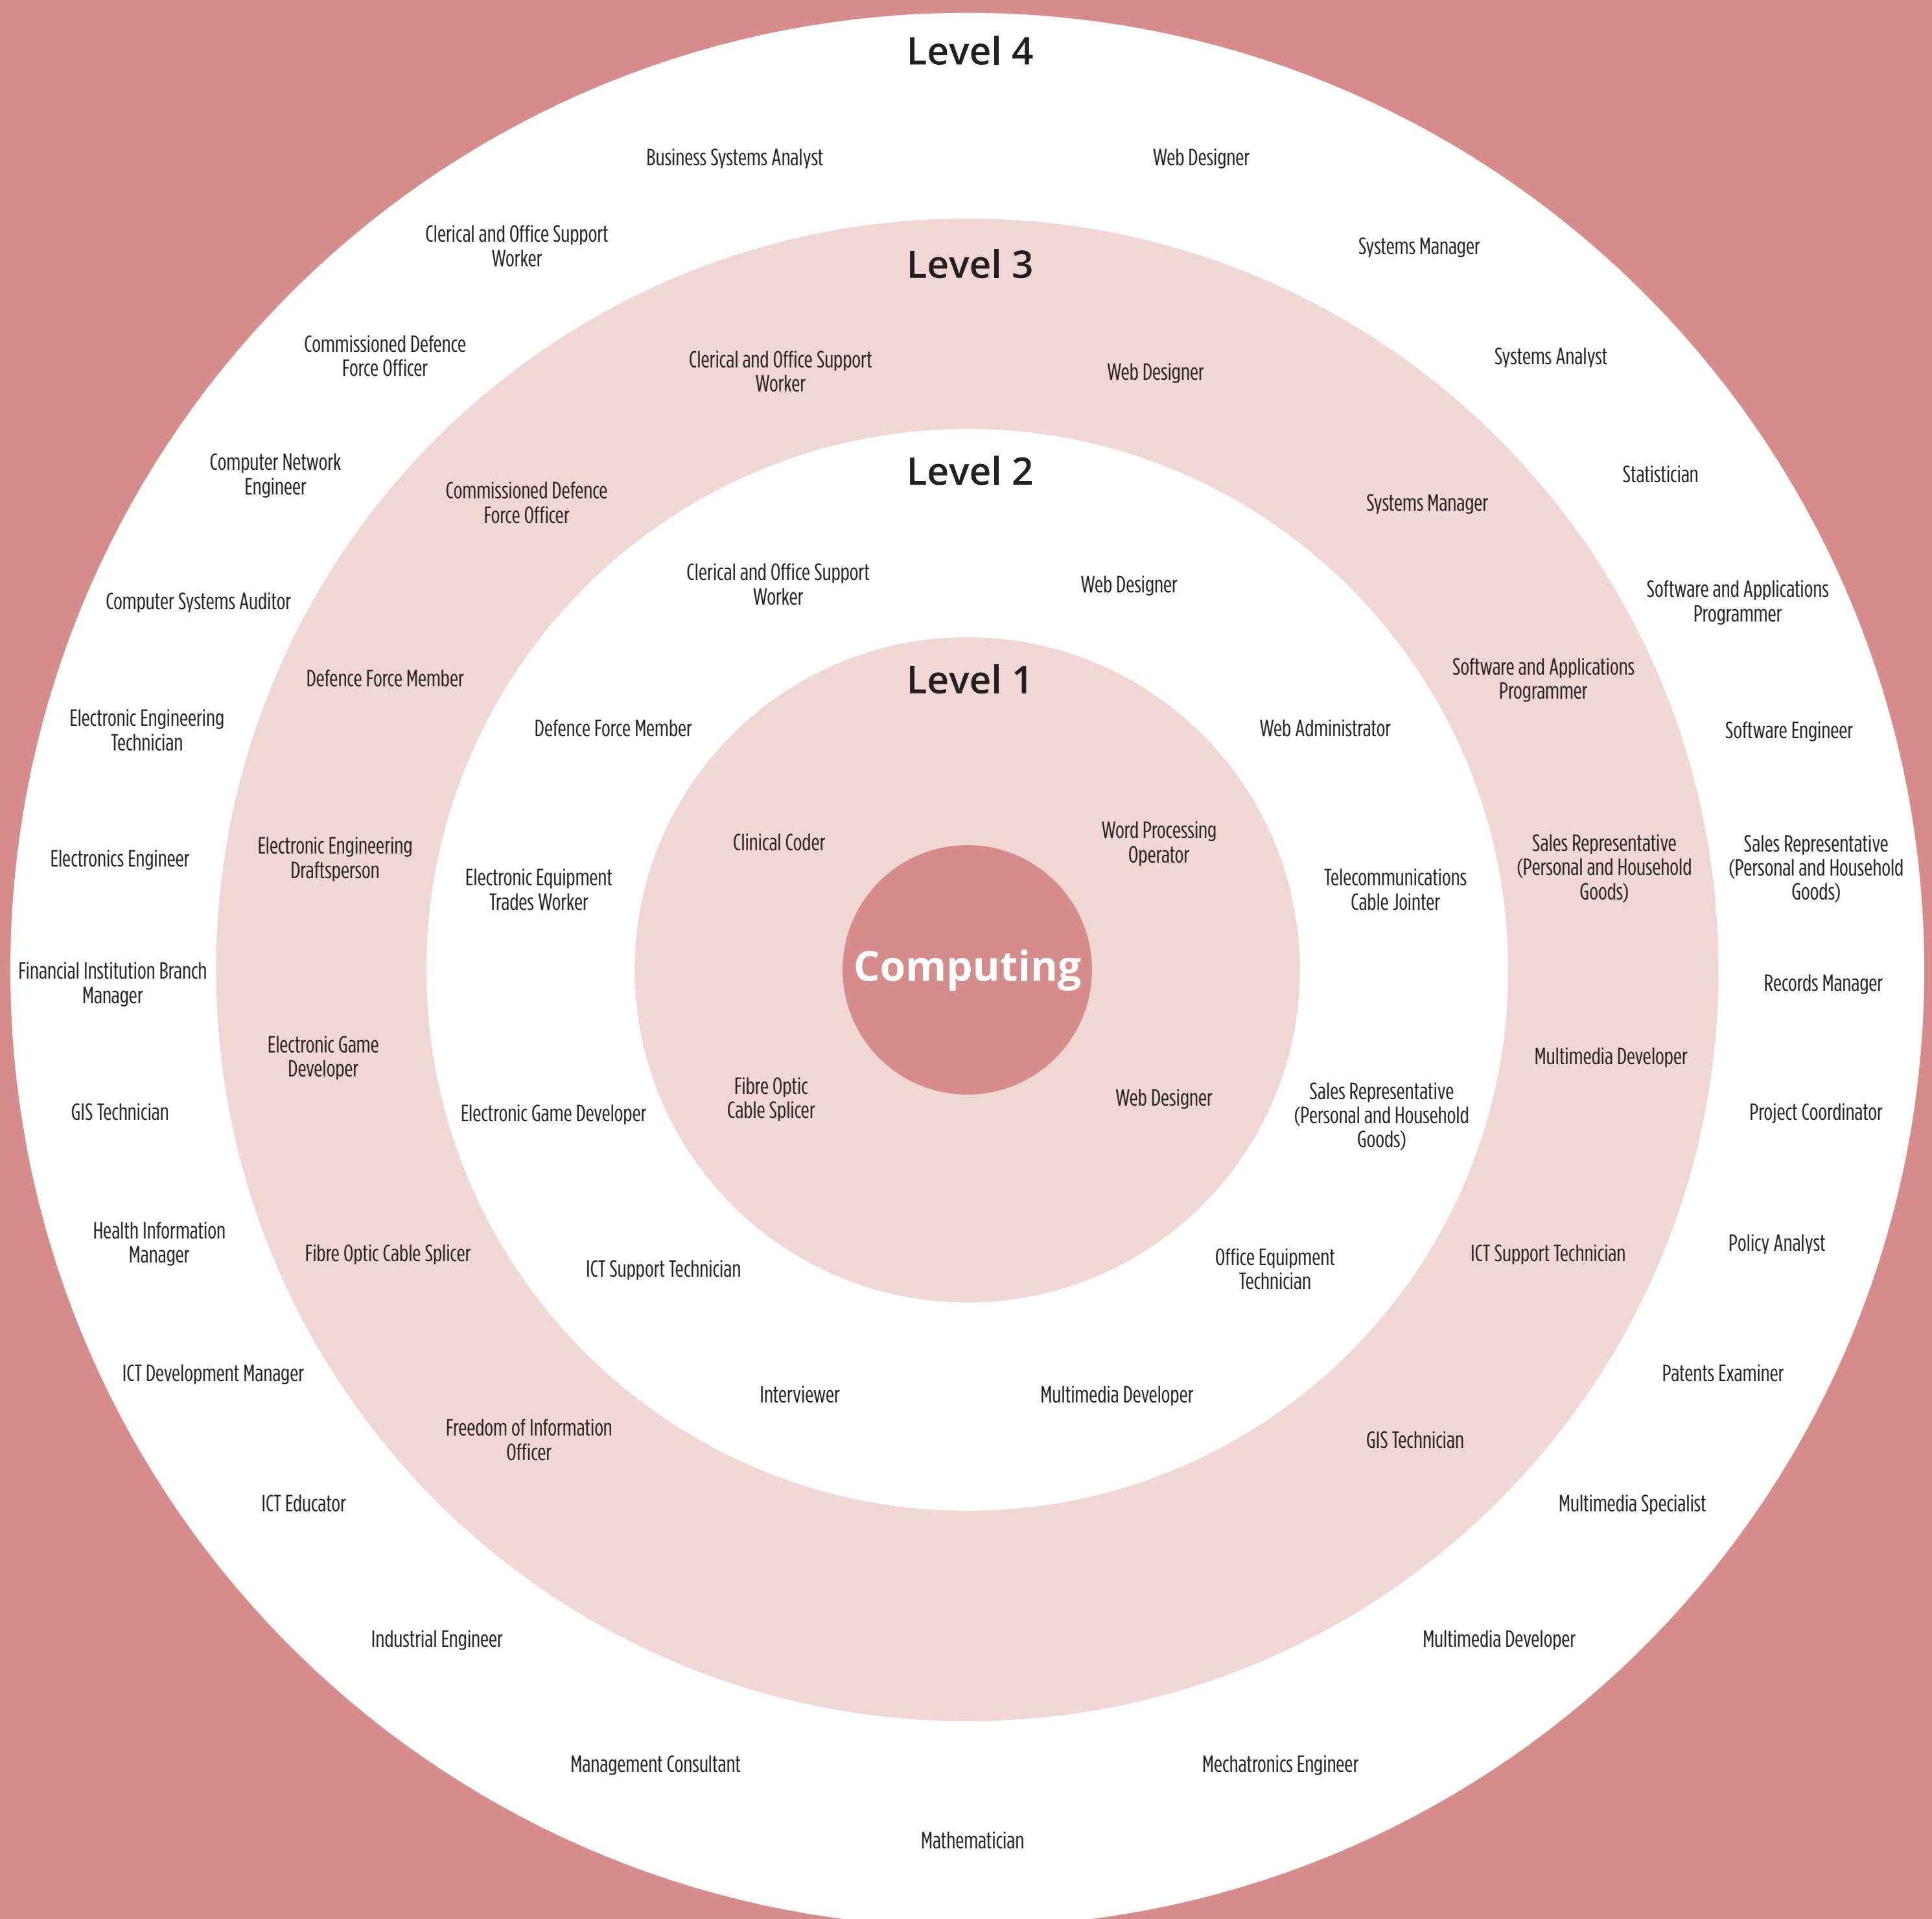 Level 4
Business Systems Analyst
Web Designer
Clerical and Office Support
Worker
Systems Manager
Commissioned Defence
Force Officer
Systems Analyst
Computer Network
Engineer
Statistician
Computer Systems Auditor
Software and Applications
Programmer
Electronic Engineering
Technician
Software Engineer
Electronics Engineer
Sales Representative
(Personal and Household
Goods)
Financial Institution Branch
Manager
Records Manager
GIS Technician
Project Coordinator
Health Information
Manager
Policy Analyst
ICT Development Manager
Patents Examiner
ICT Educator
Multimedia Specialist
Industrial Engineer
Multimedia Developer
Management Consultant
Mechatronics Engineer
Mathematician
Level 3
Clerical and Office Support
Worker
Web Designer
Commissioned Defence
Force Officer
Systems Manager
Defence Force Member
Software and Applications
Programmer
Electronic Engineering
Draftsperson
Sales Representative
(Personal and Household
Goods)
Electronic Game
Developer
Multimedia Developer
Fibre Optic Cable Splicer
ICT Support Technician
Freedom of Information
Officer
GIS Technician
Level 2
Clerical and Office Support
Worker
Web Designer
Defence Force Member
Web Administrator
Electronic Equipment
Trades Worker
Telecommunications
Cable Jointer
Electronic Game Developer
Sales Representative
(Personal and Household
Goods)
ICT Support Technician
Office Equipment
Technician
Interviewer
Multimedia Developer
Level 1
Clinical Coder
Word Processing
Operator
Fibre Optic
Cable Splicer
Web Designer
Computing